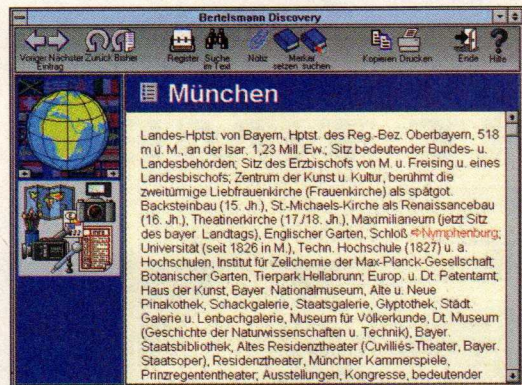 Bertelsmann Discovery
Voriger Nächster Zurück Bisher Register Suche Notiz Merker Kopieren Drucken Ende Hilfe
Eintrag im Text setzen suchen
München
Landes-Hptst. von Bayern, Hptst. des Reg.-Bez. Oberbayern, 518
m ü. M., an der Isar, 1,23 Mill. Ew.; Sitz bedeutender Bundes- u.
Landesbehörden; Sitz des Erzbischofs von M. u. Freising u. eines
Landesbischofs; Zentrum der Kunst u. Kultur, berühmt die
zweitürmige Liebfrauenkirche (Frauenkirche) als spätgot.
Backsteinbau (15. Jh.), St.-Michaels-Kirche als Renaissancebau
(16. Jh.), Theatinerkirche (17./18. Jh.), Maximilianeum (jetzt Sitz
des bayer. Landtags), Englischer Garten, Schloß ⇨Nymphenburg;
Universität (seit 1826 in M.), Techn. Hochschule (1827) u. a.
Hochschulen, Institut für Zellchemie der Max-Planck-Gesellschaft;
Botanischer Garten, Tierpark Hellabrunn; Europ. u. Dt. Patentamt;
Haus der Kunst, Bayer. Nationalmuseum, Alte u. Neue
Pinakothek, Schackgalerie, Staatsgalerie, Glyptothek, Städt.
Galerie u. Lenbachgalerie, Museum für Völkerkunde, Dt. Museum
(Geschichte der Naturwissenschaften u. Technik), Bayer.
Staatsbibliothek, Altes Residenztheater (Cuvilliés-Theater, Bayer.
Staatsoper), Residenztheater, Münchner Kammerspiele,
Prinzregententheater; Ausstellungen, Kongresse, bedeutender